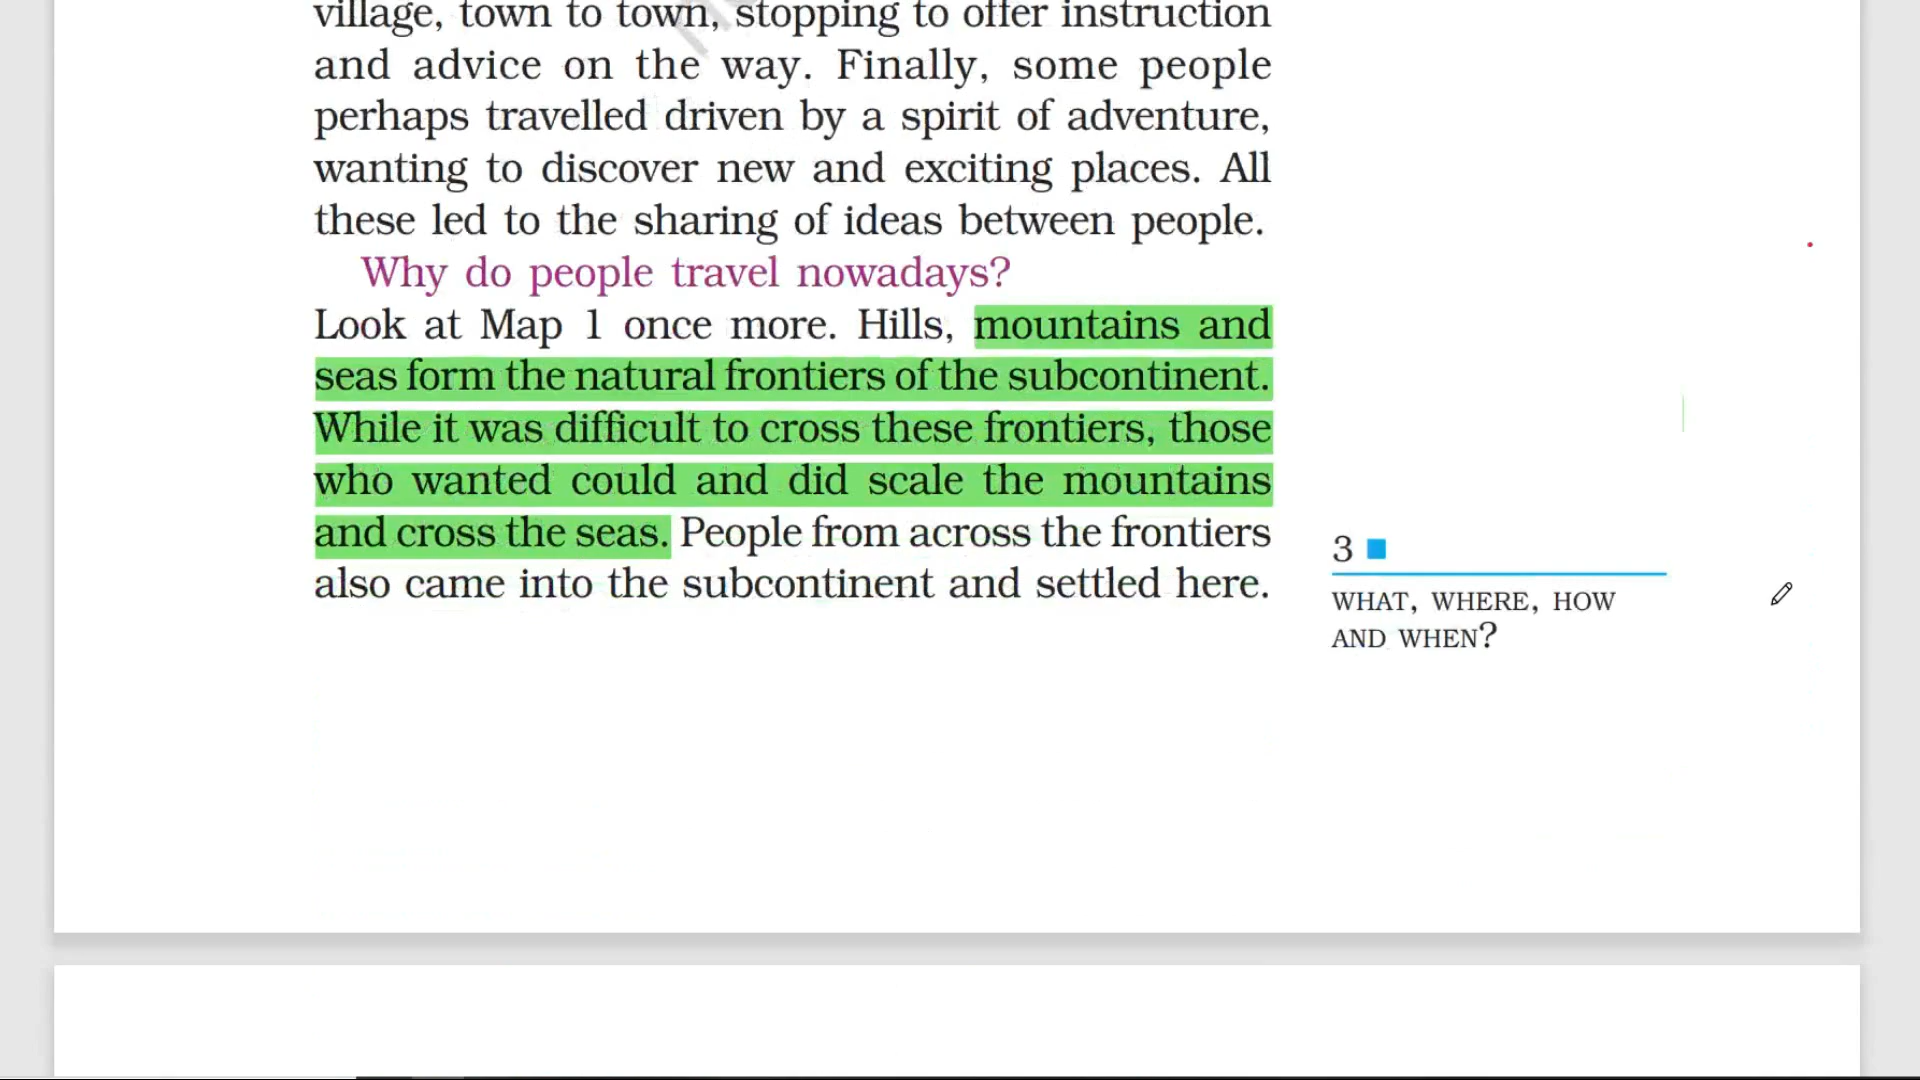 village, town to town, stopping to offer instruction
and advice on the way. Finally, some people
perhaps travelled driven by a spirit of adventure,
wanting to discover new and exciting places. All
these led to the sharing of ideas between people.
Why do people travel nowadays?
Look at Map 1 once more. Hills, mountains and
seas form the natural frontiers of the subcontinent.
While it was difficult to cross these frontiers, those
who wanted could and did scale the mountains
and cross the seas. People from across the frontiers
also came into the subcontinent and settled here.
3
WHAT, WHERE, HOW
AND WHEN?